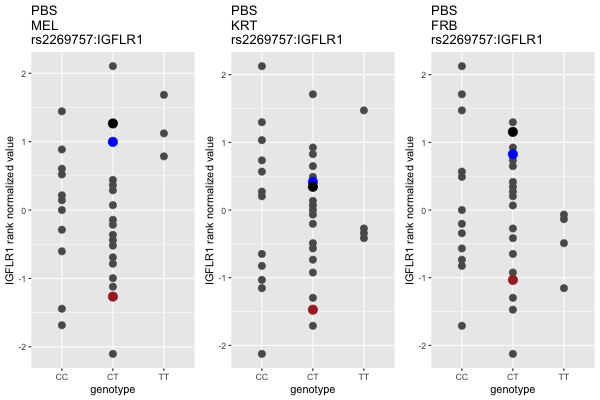 PBS
MEL
rs2269757:IGFLR1
IGFLR1 rank normalized value
2
1
0
-1
-2
CC CT TT
genotype
PBS
KRT
rs2269757:IGFLR1
IGFLR1 rank normalized value
2
1
0
-1
-2
CC CT TT
genotype
PBS
FRB
rs2269757:IGFLR1
IGFLR1 rank normalized value
2
1
0
-1
-2
CC CT TT
genotype